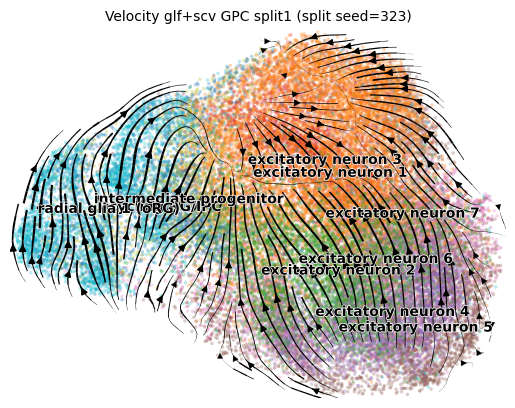 Velocity glf+scv GPC split1 (split seed=323)
excitatory neuron 3
excitatory neuron 1
intermediate progenitor
radial glia 1 (oRG)
excitatory neuron 7
excitatory neuron 6
excitatory neuron 2
excitatory neuron 4
excitatory neuron 5